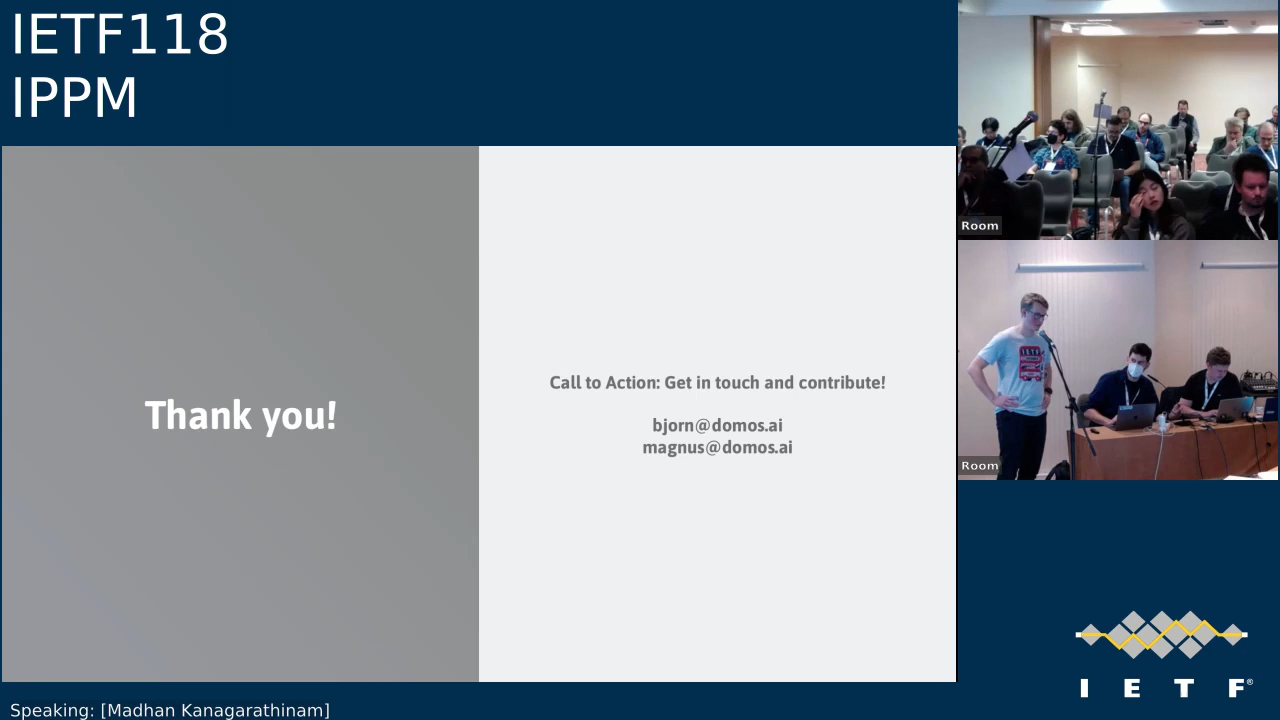 IETF118
IPPM
Thank you!
Call to Action: Get in touch and contribute!
bjorn@domos.ai
magnus@domos.ai
Room
Room
I E T F®
Speaking: [Madhan Kanagarathinam]